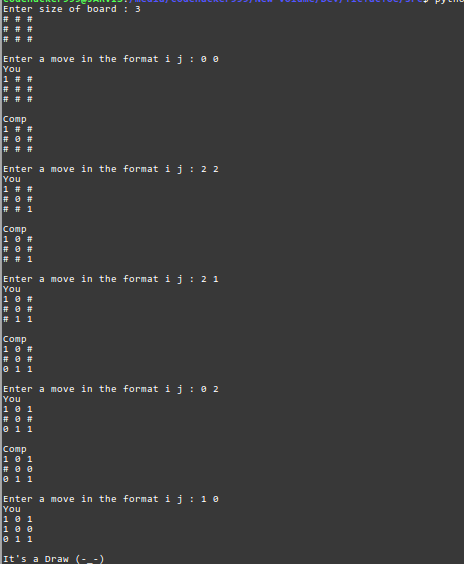 Enter size of board : 3
# # #
# # #
# # #
Enter a move in the format i j : 0 0
You
1 # #
# # #
# # #
Comp
1 # #
# 0 #
# # #
Enter a move in the format i j : 2 2
You
1 # #
# 0 #
# # 1
Comp
1 0 #
# 0 #
# # 1
Enter a move in the format i j : 2 1
You
1 0 #
# 0 #
# 1 1
Comp
1 0 #
# 0 #
0 1 1
Enter a move in the format i j : 0 2
You
1 0 1
# 0 #
0 1 1
Comp
1 0 1
# 0 0
0 1 1
Enter a move in the format i j : 1 0
You
1 0 1
1 0 0
0 1 1
It's a Draw (-_-)